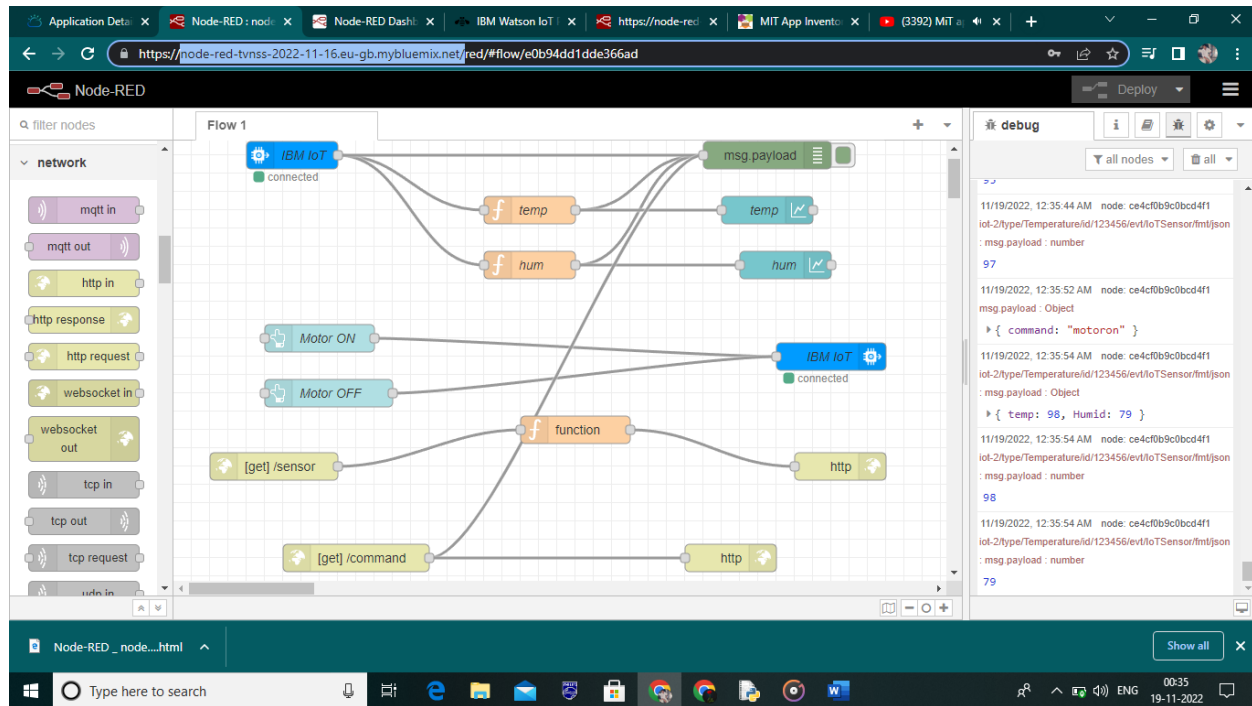 Application Detai
Node-RED : node
Node-RED Dashb
IBM Watson IoT
https://node-red
MIT App Invento
(3392) MiT a
https://node-red-tvnss-2022-11-16.eu-gb.mybluemix.net/red/#flow/e0b94dd1dde366ad
Node-RED
Deploy
filter nodes
Flow 1
debug
i
network
all nodes
all
mqtt in
mqtt out
http in
http response
http request
websocket in
websocket
out
tcp in
tcp out
tcp request
udp in
IBM IoT
connected
msg.payload
temp
temp
hum
hum
Motor ON
IBM IoT
connected
Motor OFF
function
[get] /sensor
http
[get] /command
http
95
11/19/2022, 12:35:44 AM node: ce4cf0b9c0bcd4f1
iot-2/type/Temperature/id/123456/evt/IoTSensor/fmt/json
: msg.payload : number
97
11/19/2022, 12:35:52 AM node: ce4cf0b9c0bcd4f1
msg.payload : Object
{ command: "motoron" }
11/19/2022, 12:35:54 AM node: ce4cf0b9c0bcd4f1
iot-2/type/Temperature/id/123456/evt/IoTSensor/fmt/json
: msg.payload : Object
{ temp: 98, Humid: 79 }
11/19/2022, 12:35:54 AM node: ce4cf0b9c0bcd4f1
iot-2/type/Temperature/id/123456/evt/IoTSensor/fmt/json
: msg.payload : number
98
11/19/2022, 12:35:54 AM node: ce4cf0b9c0bcd4f1
iot-2/type/Temperature/id/123456/evt/IoTSensor/fmt/json
: msg.payload : number
79
Node-RED _ node....html
Show all
Type here to search
ENG
00:35
19-11-2022